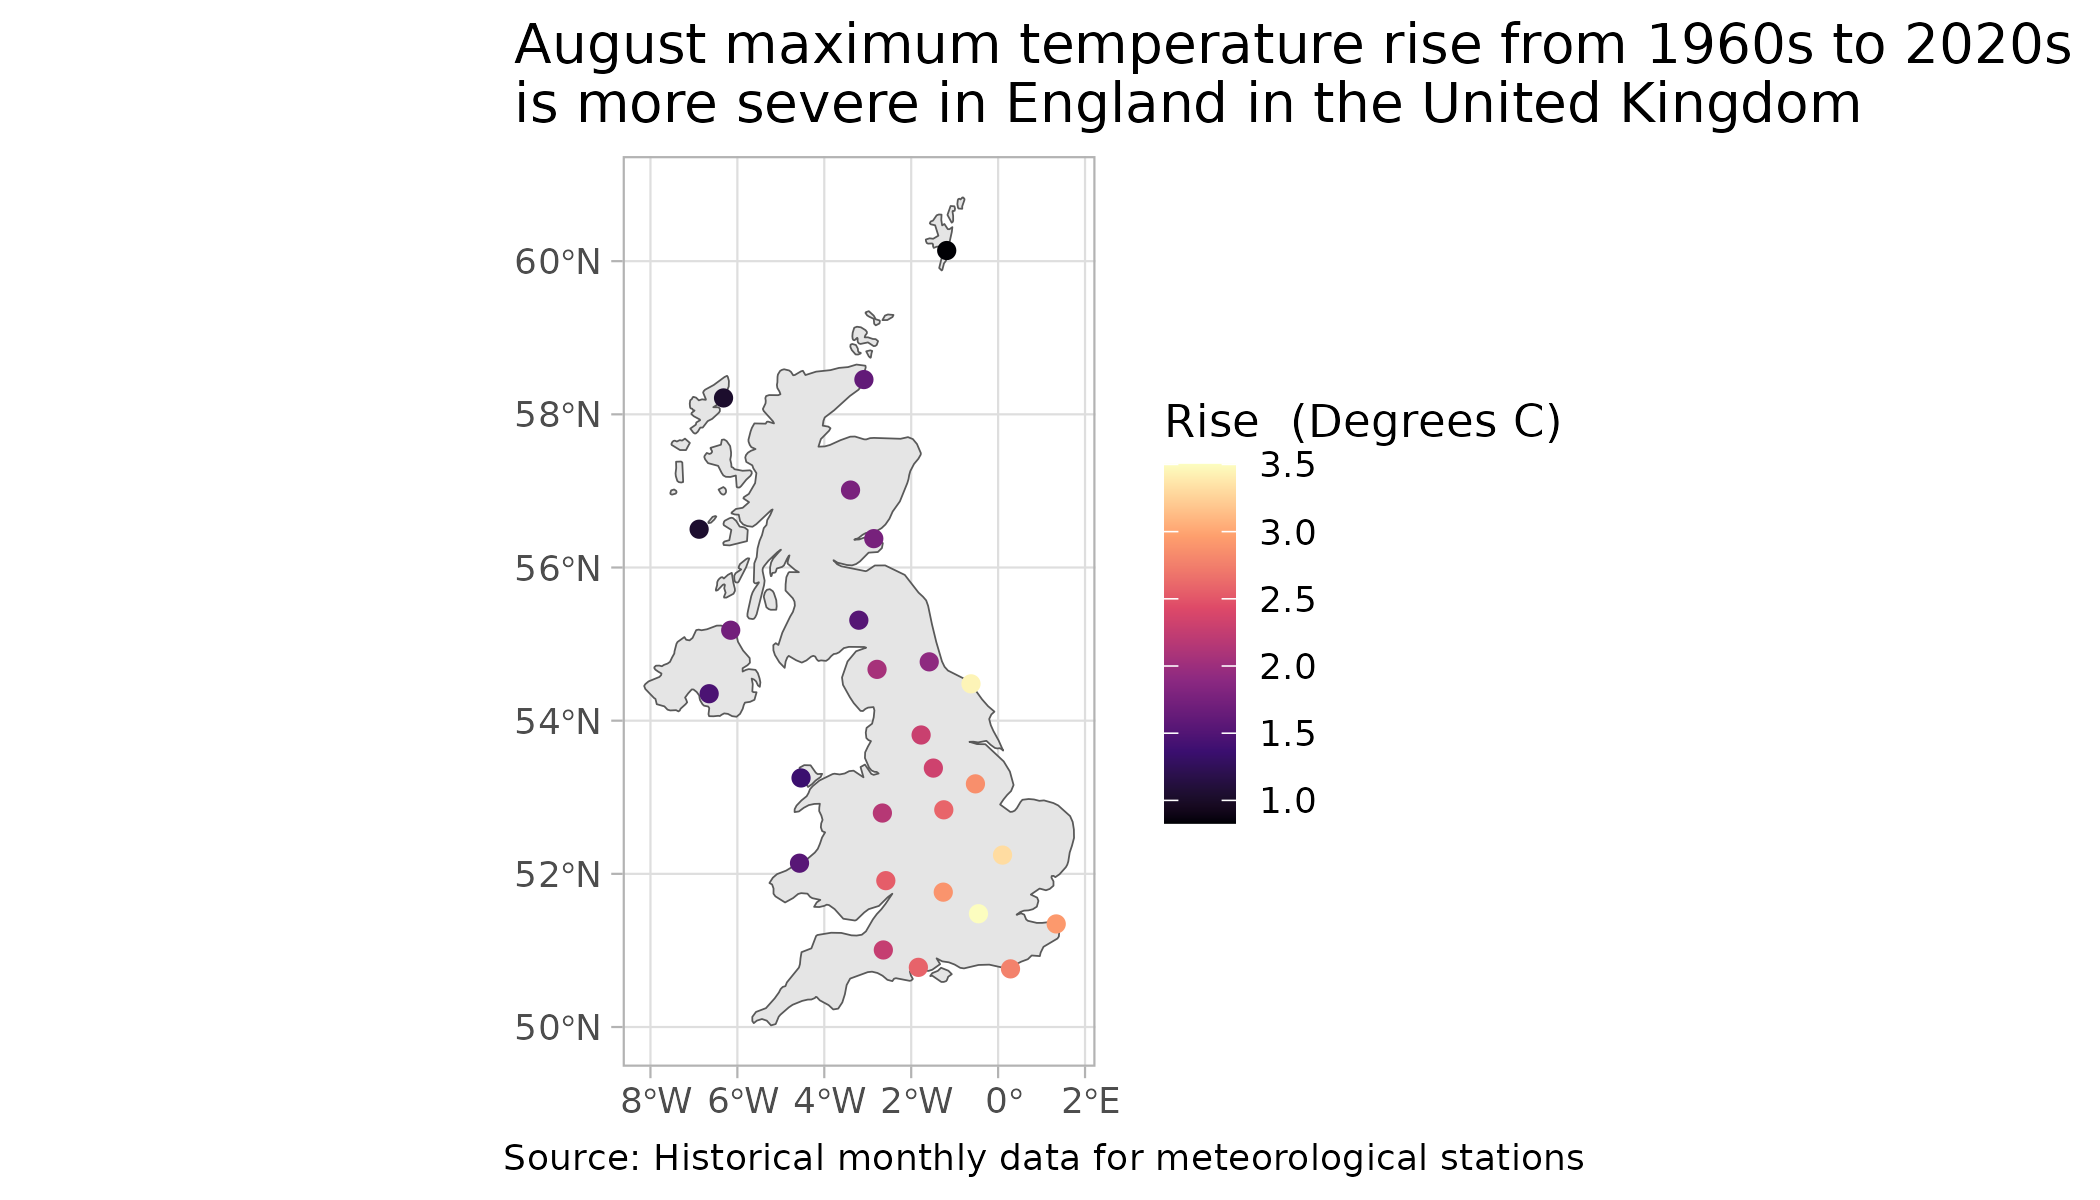 August maximum temperature rise from 1960s to 2020s
is more severe in England in the United Kingdom
60°N
58°N
56°N
54°N
52°N
50°N
8°W 6°W 4°W 2°W 0° 2°E
Rise  (Degrees C)
3.5
3.0
2.5
2.0
1.5
1.0
Source: Historical monthly data for meteorological stations